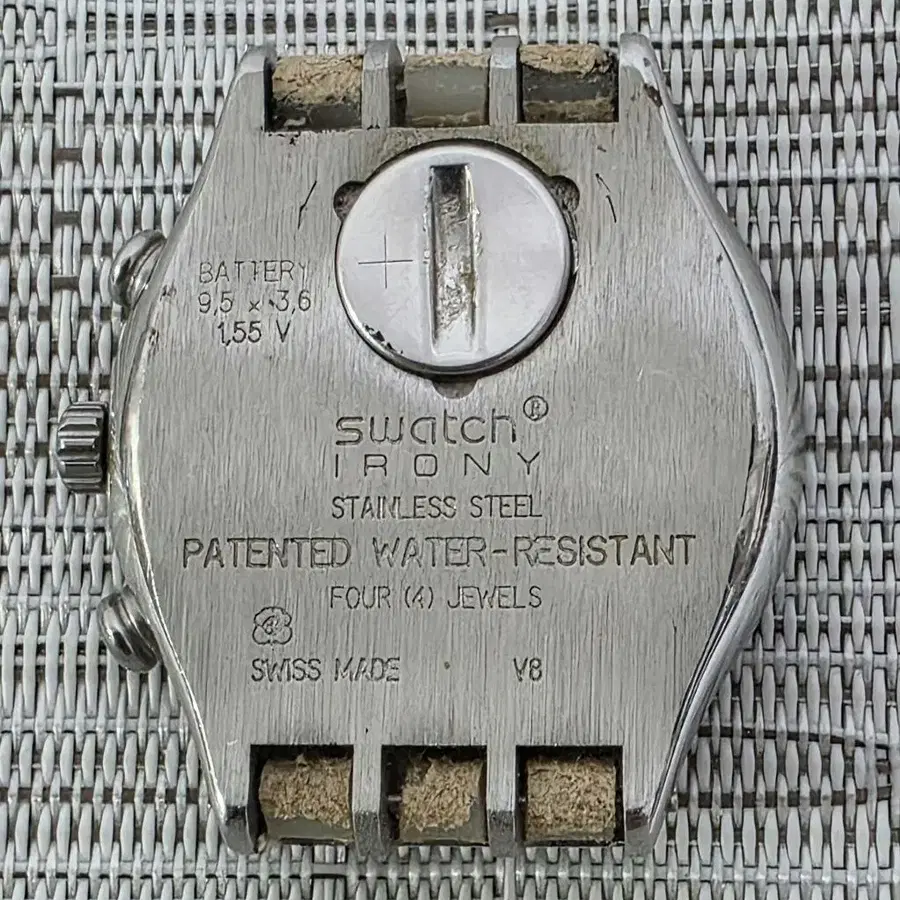 +
BATTERY
9,5 x 3,6
1,55 V
swatch®
IRONY
STAINLESS STEEL
PATENTED WATER-RESISTANT
FOUR (4) JEWELS
SWISS MADE V8